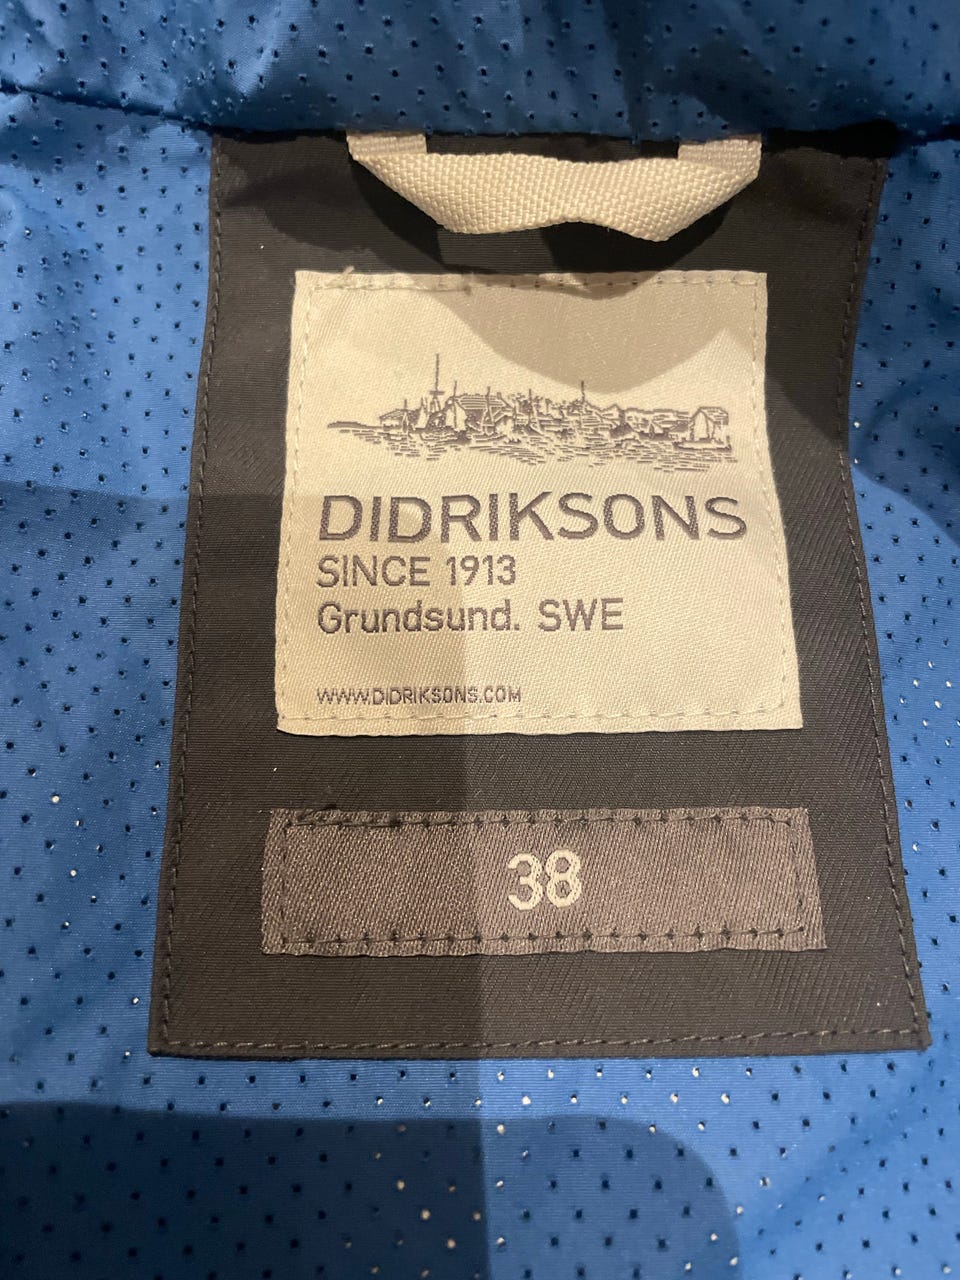 DIDRIKSONS
SINCE 1913
Grundsund. SWE
WWW.DIDRIKSONS.COM
38